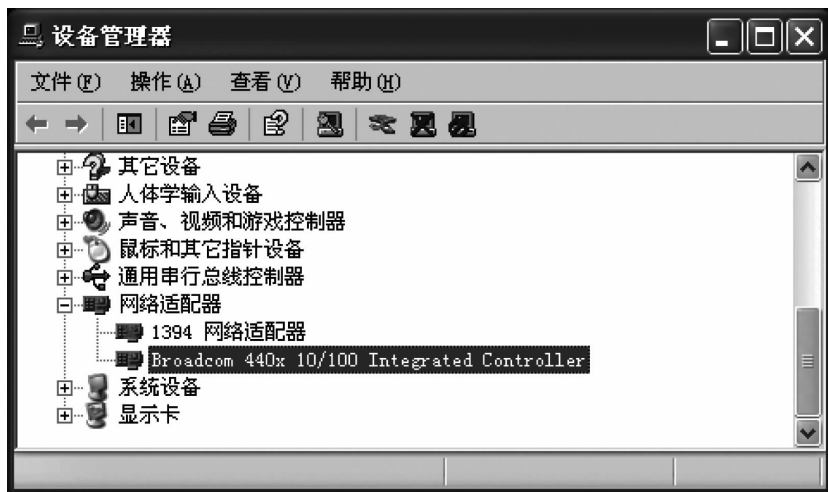 设备管理器
文件(F) 操作(A) 查看(V) 帮助(H)
其它设备
人体学输入设备
声音、视频和游戏控制器
鼠标和其它指针设备
通用串行总线控制器
网络适配器
1394 网络适配器
Broadcom 440x 10/100 Integrated Controller
系统设备
显示卡